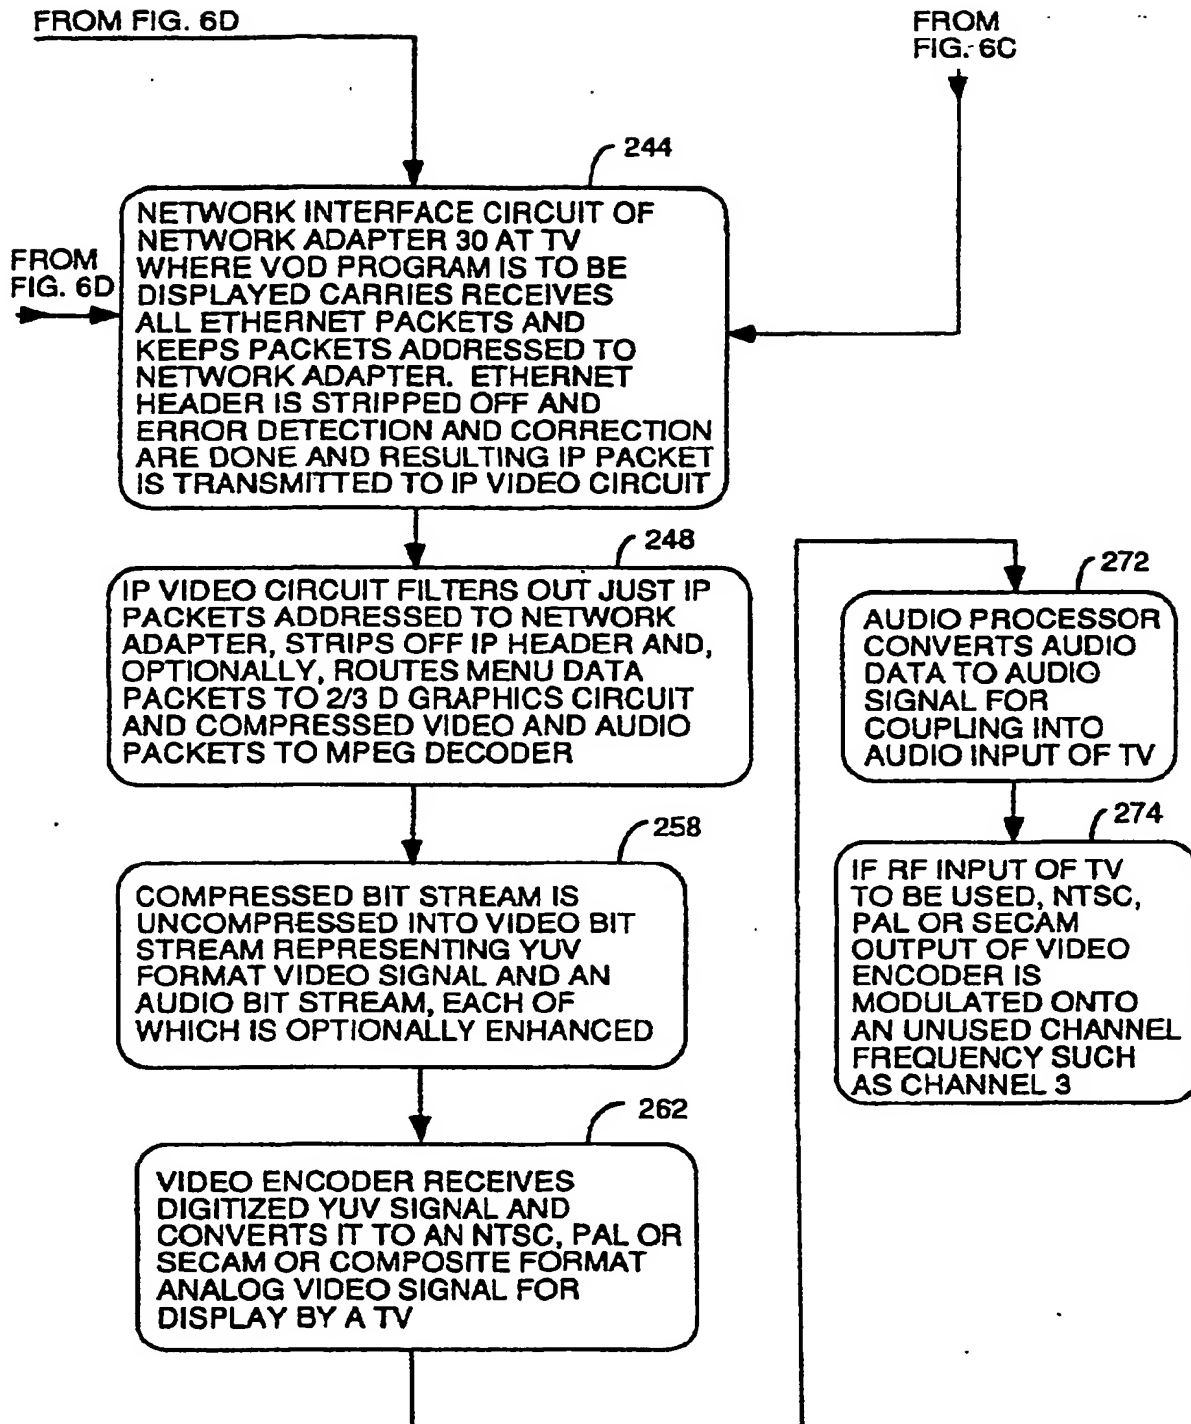 FROM FIG. 6D
FROM
FIG. 6C
244
NETWORK INTERFACE CIRCUIT OF
NETWORK ADAPTER 30 AT TV
WHERE VOD PROGRAM IS TO BE
DISPLAYED CARRIES RECEIVES
ALL ETHERNET PACKETS AND
KEEPS PACKETS ADDRESSED TO
NETWORK ADAPTER. ETHERNET
HEADER IS STRIPPED OFF AND
ERROR DETECTION AND CORRECTION
ARE DONE AND RESULTING IP PACKET
IS TRANSMITTED TO IP VIDEO CIRCUIT
FROM
FIG. 6D
248
IP VIDEO CIRCUIT FILTERS OUT JUST IP
PACKETS ADDRESSED TO NETWORK
ADAPTER, STRIPS OFF IP HEADER AND,
OPTIONALLY, ROUTES MENU DATA
PACKETS TO 2/3 D GRAPHICS CIRCUIT
AND COMPRESSED VIDEO AND AUDIO
PACKETS TO MPEG DECODER
258
COMPRESSED BIT STREAM IS
UNCOMPRESSED INTO VIDEO BIT
STREAM REPRESENTING YUV
FORMAT VIDEO SIGNAL AND AN
AUDIO BIT STREAM, EACH OF
WHICH IS OPTIONALLY ENHANCED
262
VIDEO ENCODER RECEIVES
DIGITIZED YUV SIGNAL AND
CONVERTS IT TO AN NTSC, PAL OR
SECAM OR COMPOSITE FORMAT
ANALOG VIDEO SIGNAL FOR
DISPLAY BY A TV
272
AUDIO PROCESSOR
CONVERTS AUDIO
DATA TO AUDIO
SIGNAL FOR
COUPLING INTO
AUDIO INPUT OF TV
274
IF RF INPUT OF TV
TO BE USED, NTSC,
PAL OR SECAM
OUTPUT OF VIDEO
ENCODER IS
MODULATED ONTO
AN UNUSED CHANNEL
FREQUENCY SUCH
AS CHANNEL 3